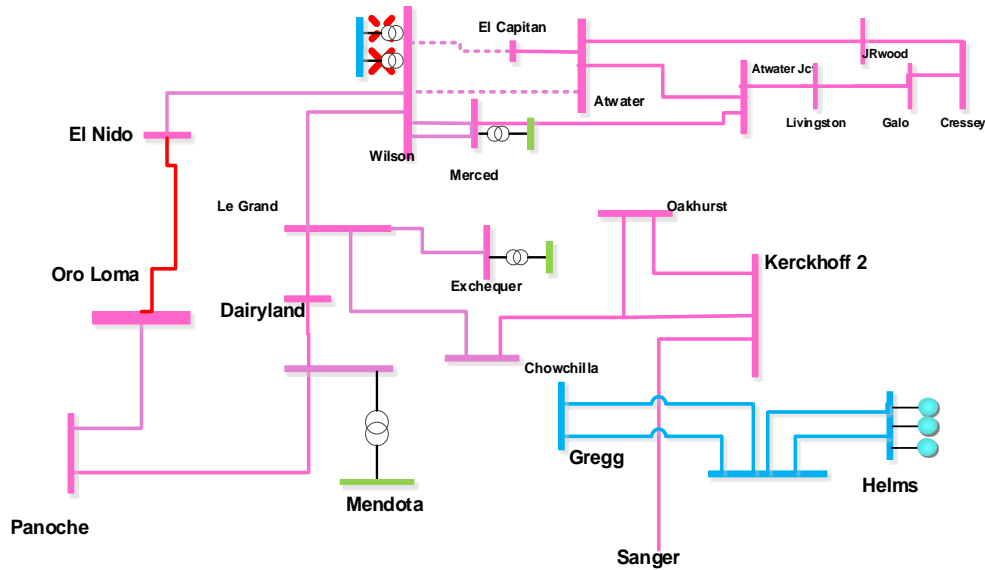 El Capitan
JRwood
Atwater Jct
Atwater
Livingston
Galo
Cressey
El Nido
Wilson
Merced
Le Grand
Oakhurst
Oro Loma
Exchequer
Kerckhoff 2
Dairyland
Chowchilla
Gregg
Helms
Mendota
Panoche
Sanger